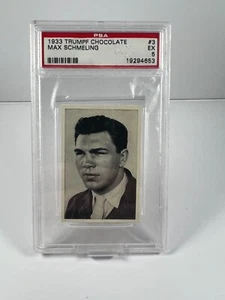 PSA
1933 TRUMPF CHOCOLATE #3
MAX SCHMELING EX
5
19294653